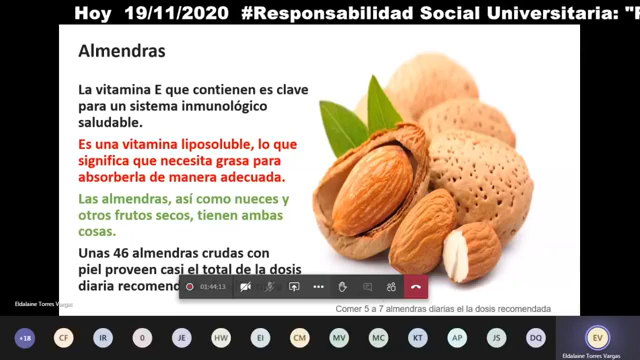 Hoy 19/11/2020 #Responsabilidad Social Universitaria: "
Almendras
La vitamina E que contienen es clave
para un sistema inmunológico
saludable.
Es una vitamina liposoluble, lo que
significa que necesita grasa para
absorberla de manera adecuada.
Las almendras, así como nueces y
otros frutos secos, tienen ambas
cosas.
Unas 46 almendras crudas con
piel proveen casi el total de la dosis
diaria
01:44:13
Comer 5 a 7 almendras diarias el la dosis recomendada
Eldalaine Torres Vargas
+18 CF IR 0 JE HW EI CM MV MC KT AP JS DQ EV
Eldalaine Torres Vargas